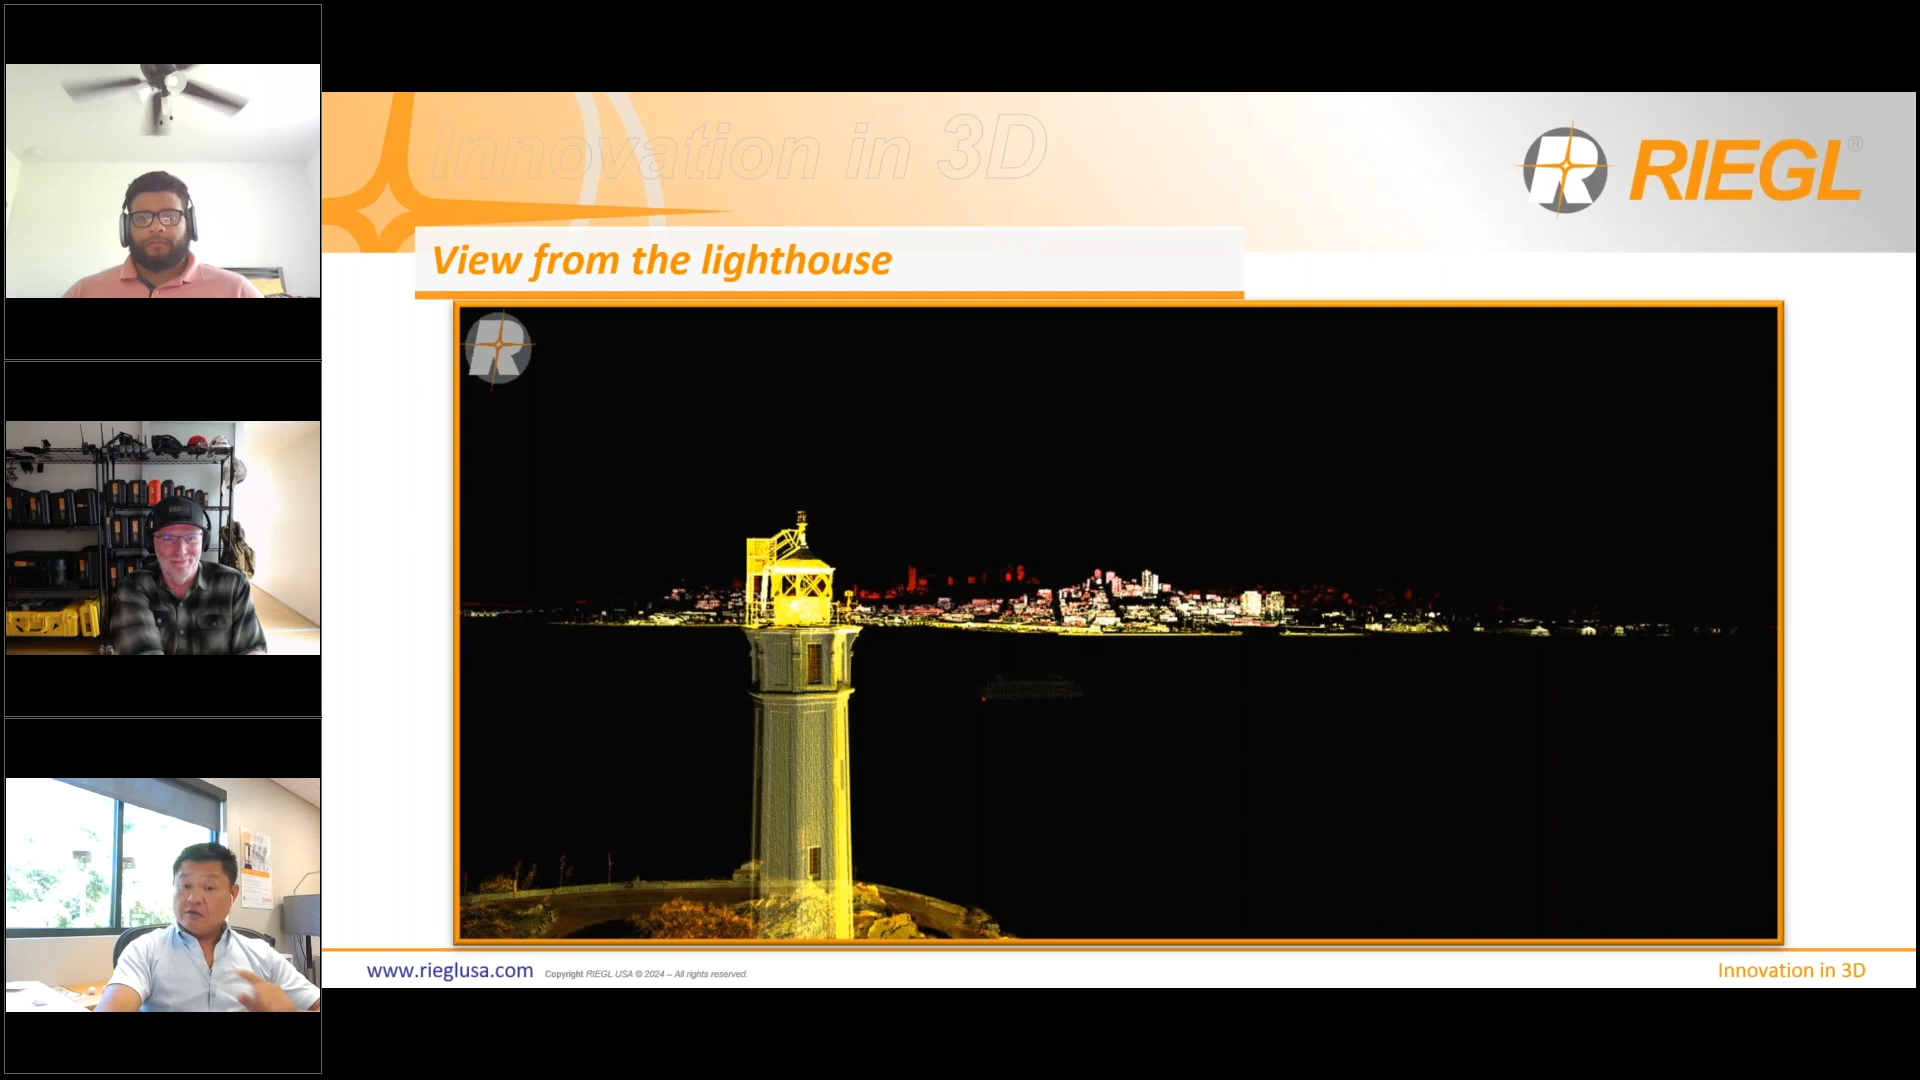 Innovation in 3D
RIEGL®
View from the lighthouse
www.rieglusa.com Copyright RIEGL USA © 2024 – All rights reserved.
Innovation in 3D